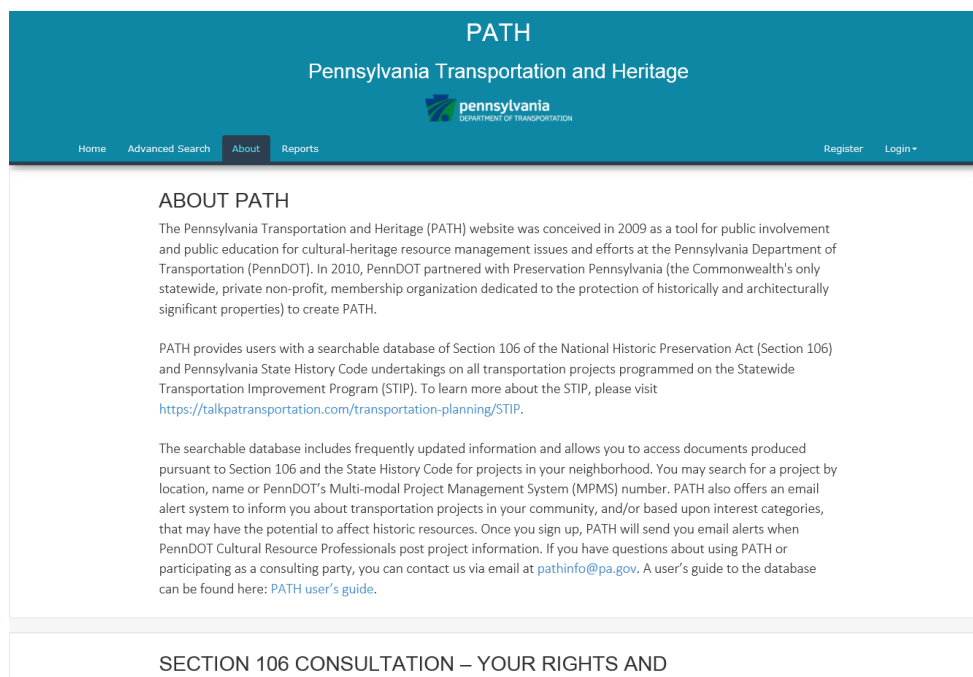 PATH
Pennsylvania Transportation and Heritage
pennsylvania
DEPARTMENT OF TRANSPORTATION
Home Advanced Search About Reports Register Login
ABOUT PATH
The Pennsylvania Transportation and Heritage (PATH) website was conceived in 2009 as a tool for public involvement
and public education for cultural-heritage resource management issues and efforts at the Pennsylvania Department of
Transportation (PennDOT). In 2010, PennDOT partnered with Preservation Pennsylvania (the Commonwealth's only
statewide, private non-profit, membership organization dedicated to the protection of historically and architecturally
significant properties) to create PATH.
PATH provides users with a searchable database of Section 106 of the National Historic Preservation Act (Section 106)
and Pennsylvania State History Code undertakings on all transportation projects programmed on the Statewide
Transportation Improvement Program (STIP). To learn more about the STIP, please visit
https://talkpatransportation.com/transportation-planning/STIP.
The searchable database includes frequently updated information and allows you to access documents produced
pursuant to Section 106 and the State History Code for projects in your neighborhood. You may search for a project by
location, name or PennDOT’s Multi-modal Project Management System (MPMS) number. PATH also offers an email
alert system to inform you about transportation projects in your community, and/or based upon interest categories,
that may have the potential to affect historic resources. Once you sign up, PATH will send you email alerts when
PennDOT Cultural Resource Professionals post project information. If you have questions about using PATH or
participating as a consulting party, you can contact us via email at pathinfo@pa.gov. A user’s guide to the database
can be found here: PATH user’s guide.
SECTION 106 CONSULTATION – YOUR RIGHTS AND